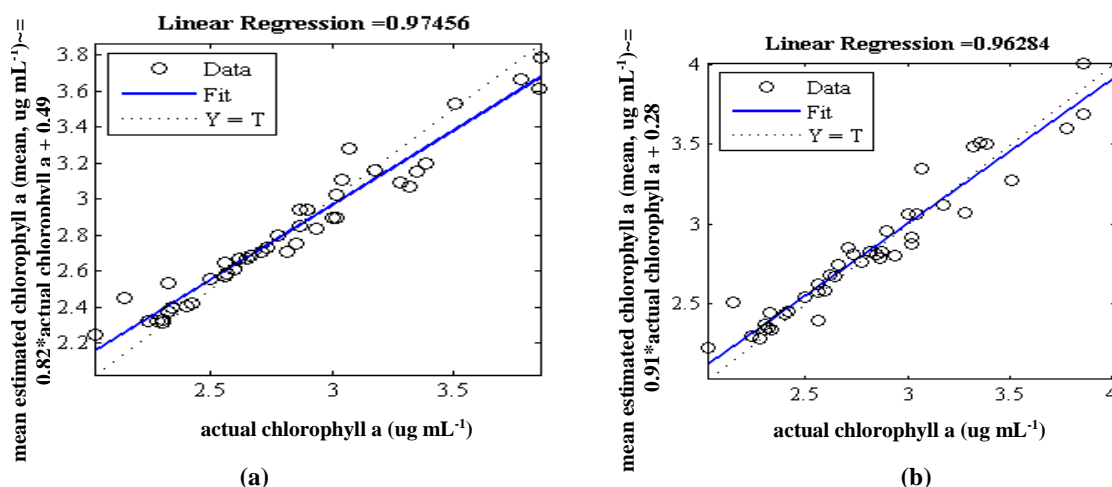 Linear Regression =0.97456
mean estimated chlorophyll a (mean, ug mL⁻¹)~=
0.82*actual chloronhvll a + 0.49
3.8
3.6
3.4
3.2
3
2.8
2.6
2.4
2.2
Data
Fit
Y = T
2.5
3
3.5
actual chlorophyll a (ug mL⁻¹)
(a)
Linear Regression =0.96284
mean estimated chlorophyll a (mean, ug mL⁻¹)~=
0.91*actual chlorophyll a + 0.28
4
3.5
3
2.5
Data
Fit
Y = T
2.5
3
3.5
4
actual chlorophyll a (ug mL⁻¹)
(b)